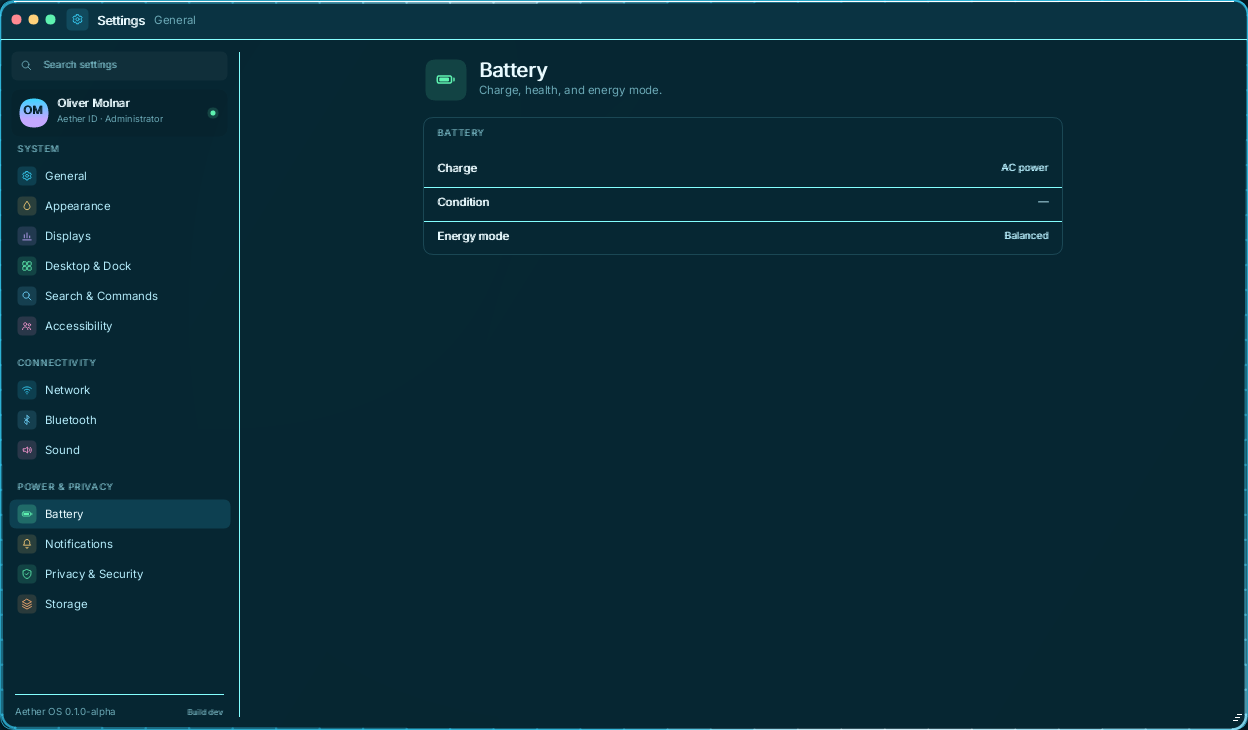 Settings General
Search settings
OM
Oliver Molnar
Aether ID · Administrator
SYSTEM
General
Appearance
Displays
Desktop & Dock
Search & Commands
Accessibility
CONNECTIVITY
Network
Bluetooth
Sound
POWER & PRIVACY
Battery
Notifications
Privacy & Security
Storage
Aether OS 0.1.0-alpha
Build dev
Battery
Charge, health, and energy mode.
BATTERY
Charge AC power
Condition —
Energy mode Balanced